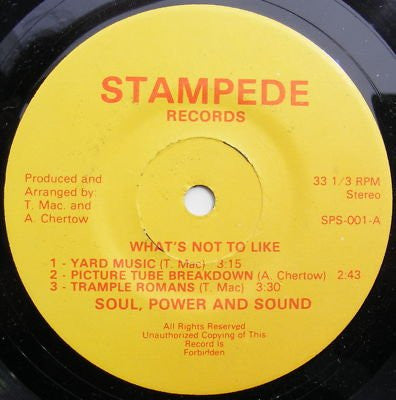 STAMPEDE
RECORDS
Produced and
Arranged by:
T. Mac. and
A. Chertow
33 1/3 RPM
Stereo
SPS-001-A
WHAT'S NOT TO LIKE
1 - YARD MUSIC (T. Mac) 3:15
2 - PICTURE TUBE BREAKDOWN (A. Chertow) 2:43
3 - TRAMPLE ROMANS (T. Mac) 3:30
SOUL, POWER AND SOUND
All Rights Reserved
Unauthorized Copying of This
Record Is
Forbidden